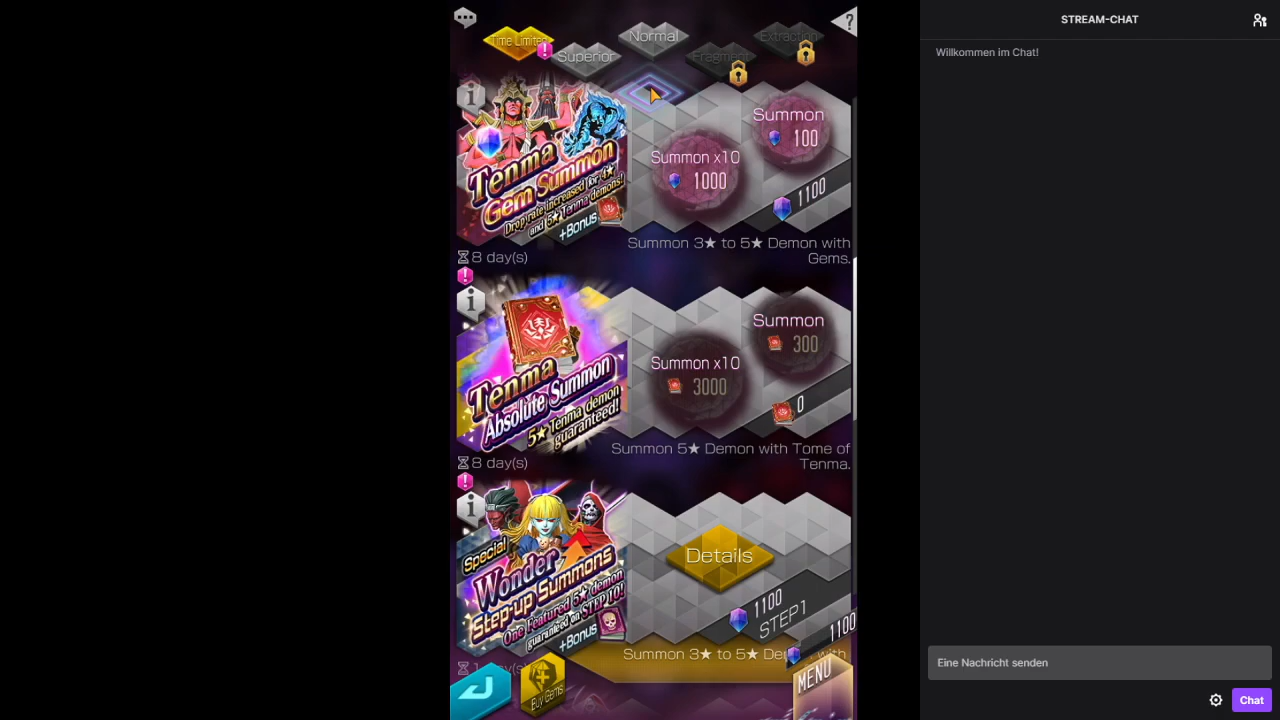 STREAM-CHAT
Willkommen im Chat!
Time Limited
Superior
Normal
Fragment
Extraction
Tenma
Gem Summon
Drop rate increased for 4★
and 5★ Tenma demons!
+Bonus
Summon x10
1000
Summon
100
1100
8 day(s)
Summon 3★ to 5★ Demon with
Gems.
Tenma
Absolute Summon
5★ Tenma demon
guaranteed!
Summon x10
3000
Summon
300
0
8 day(s)
Summon 5★ Demon with Tome of
Tenma.
Special
Wonder
Step-up Summons
One Featured 5★ demon
guaranteed on STEP 10!
+Bonus
Details
1100
STEP1
1100
Summon 3★ to 5★
with
Buy Gems
MENU
Eine Nachricht senden
Chat